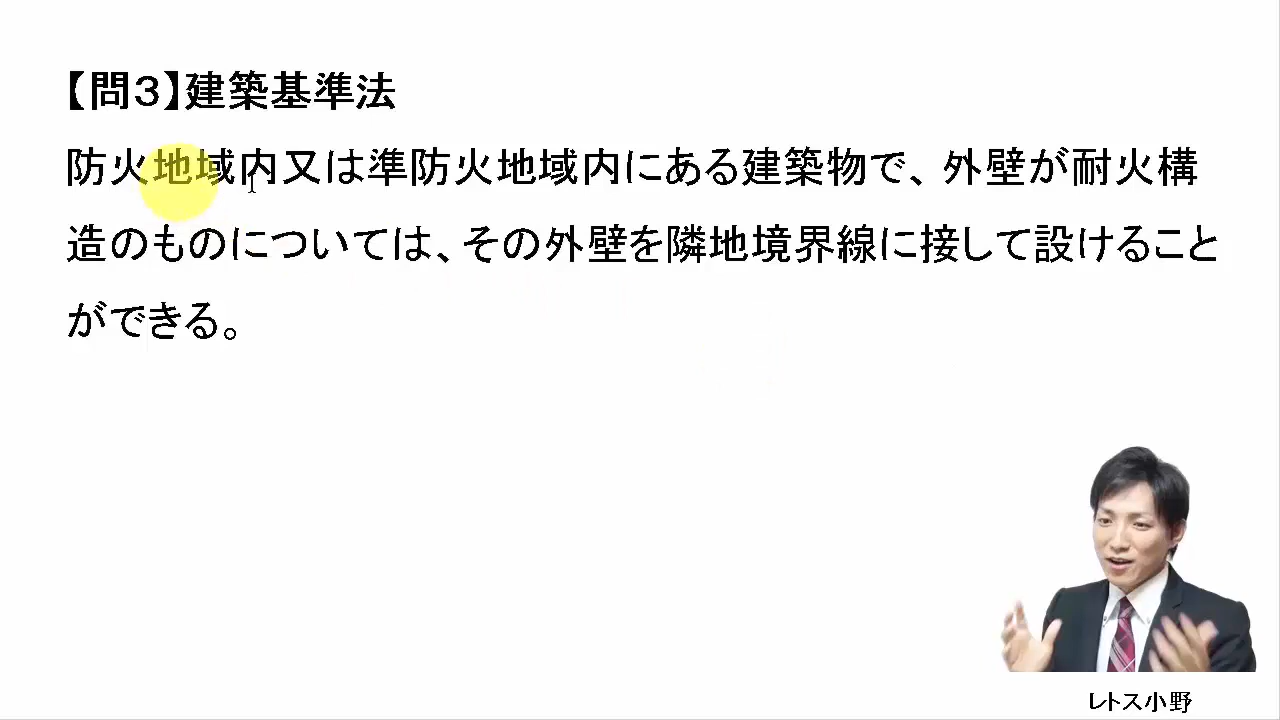 【問3】建築基準法
防火地域内又は準防火地域内にある建築物で、外壁が耐火構
造のものについては、その外壁を隣地境界線に接して設けること
ができる。
レトス小野